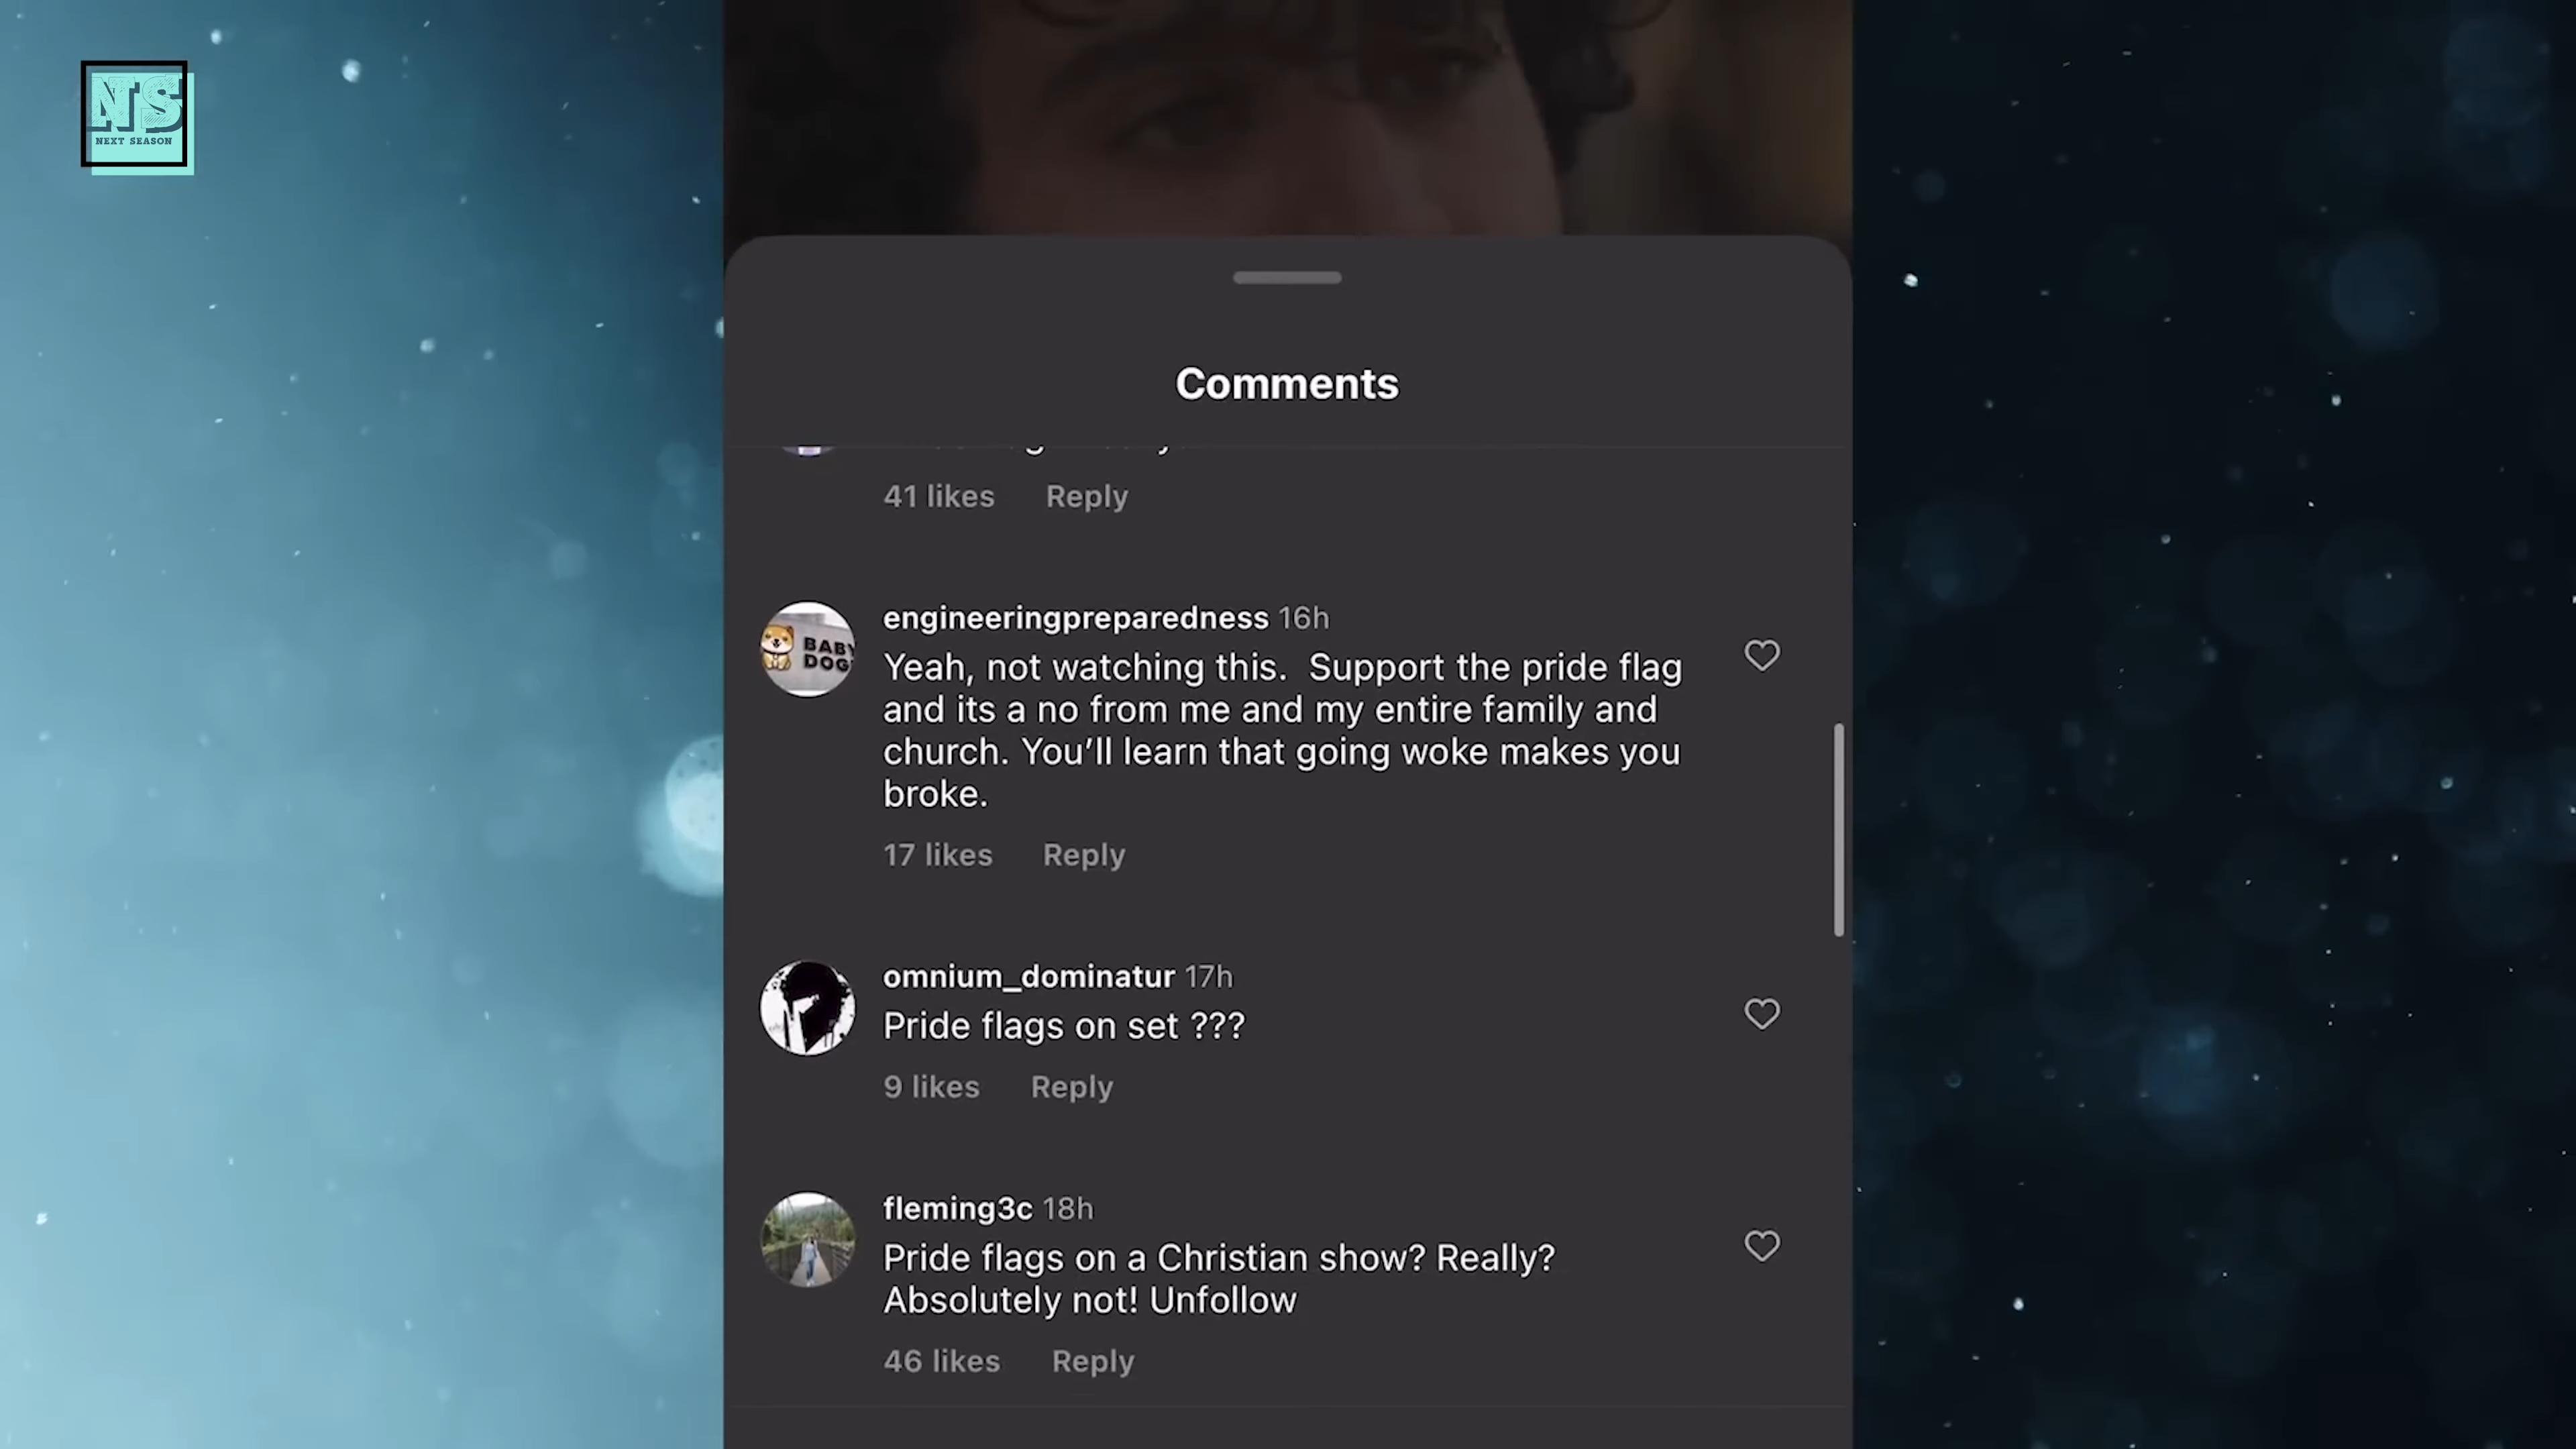 NS
NEXT SEASON
Comments
41 likes Reply
engineeringpreparedness 16h
BABY
DOG
Yeah, not watching this.  Support the pride flag
and its a no from me and my entire family and
church. You’ll learn that going woke makes you
broke.
17 likes Reply
omnium_dominatur 17h
Pride flags on set ???
9 likes Reply
fleming3c 18h
Pride flags on a Christian show? Really?
Absolutely not! Unfollow
46 likes Reply